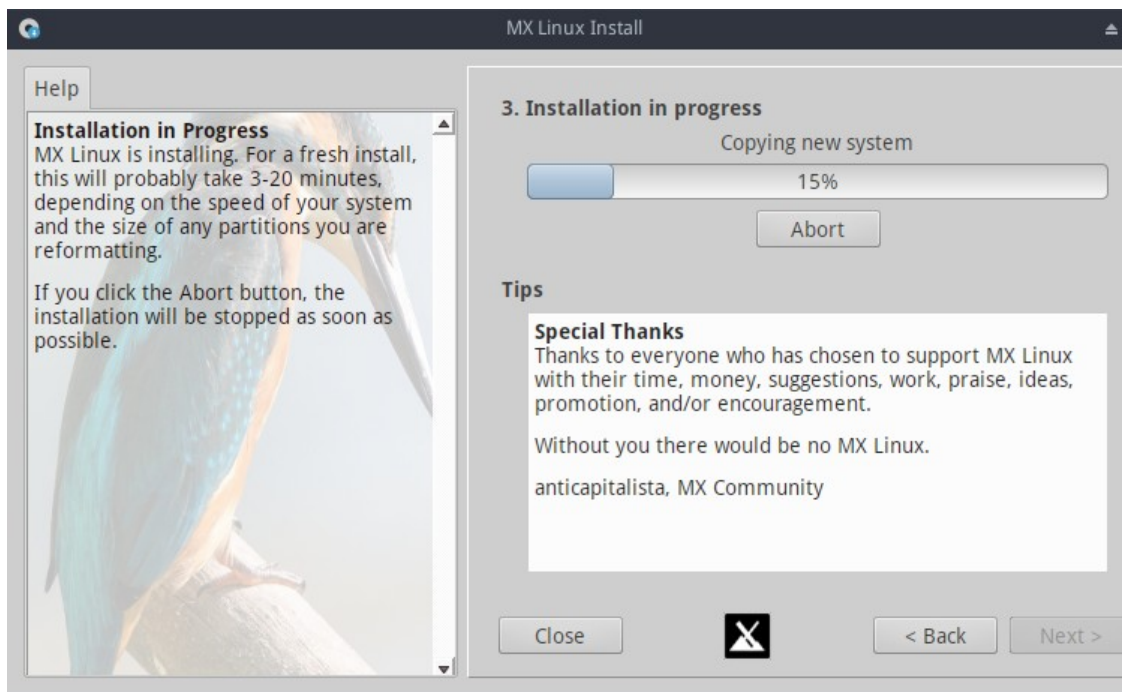 MX Linux Install
Help
Installation in Progress
MX Linux is installing. For a fresh install,
this will probably take 3-20 minutes,
depending on the speed of your system
and the size of any partitions you are
reformatting.
If you click the Abort button, the
installation will be stopped as soon as
possible.
3. Installation in progress
Copying new system
15%
Abort
Tips
Special Thanks
Thanks to everyone who has chosen to support MX Linux
with their time, money, suggestions, work, praise, ideas,
promotion, and/or encouragement.
Without you there would be no MX Linux.
anticapitalista, MX Community
Close
< Back
Next >